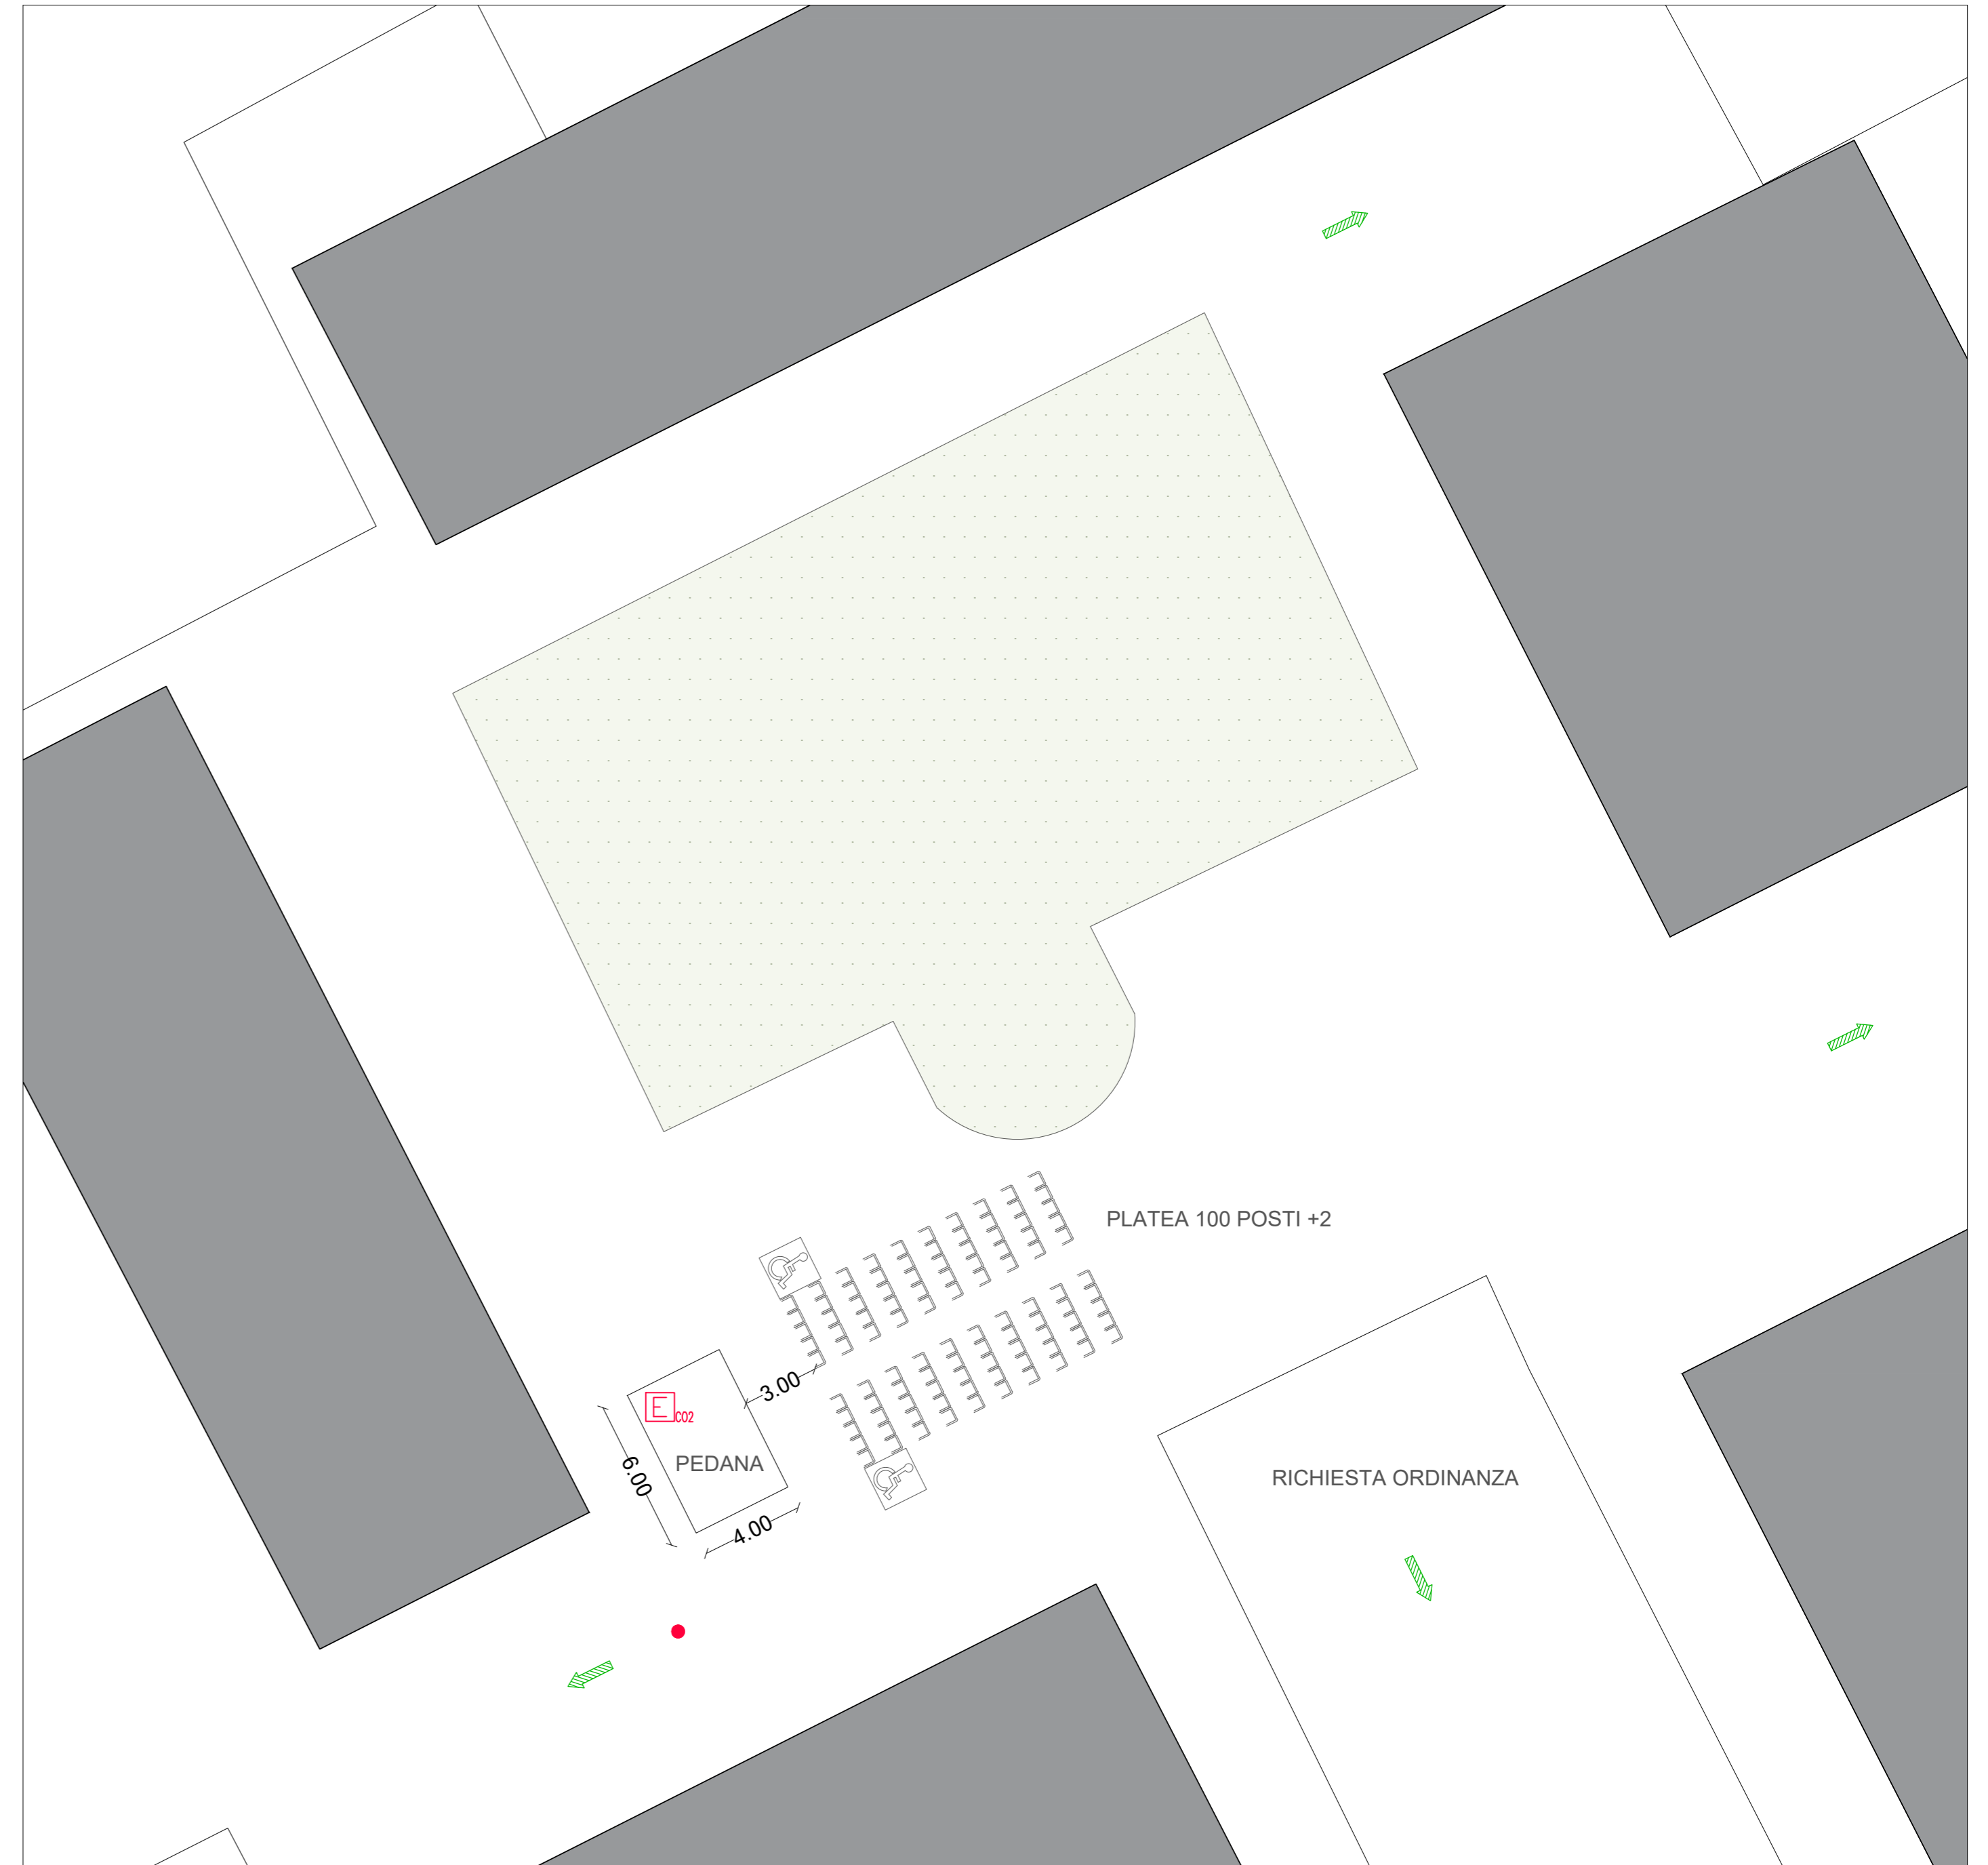 PLATEA 100 POSTI +2
3.00
E
CO2
PEDANA
6.00
RICHIESTA ORDINANZA
4.00